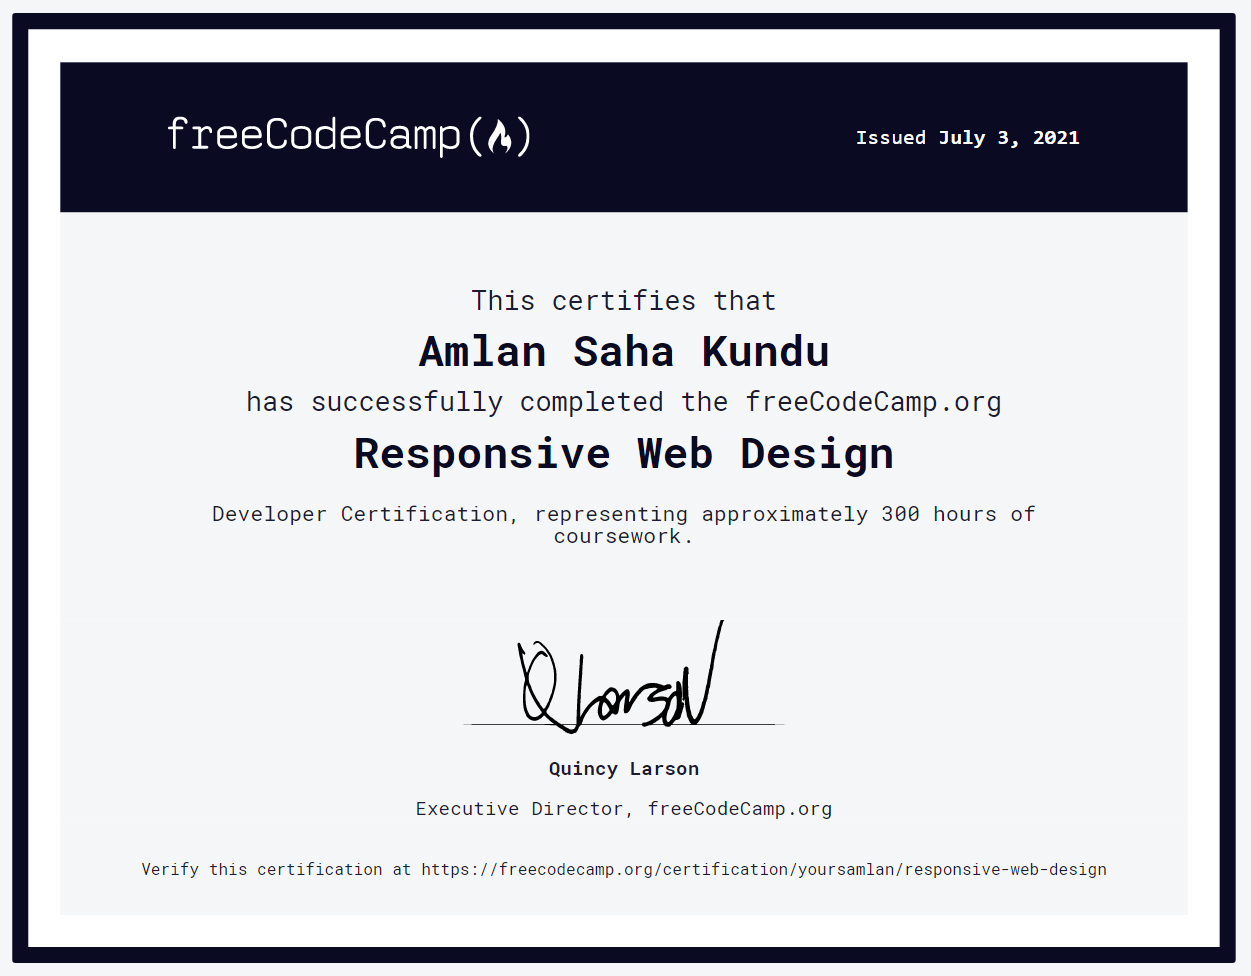 freeCodeCamp
Issued July 3, 2021
This certifies that
Amlan Saha Kundu
has successfully completed the freeCodeCamp.org
Responsive Web Design
Developer Certification, representing approximately 300 hours of
coursework.
Q Larson
Quincy Larson
Executive Director, freeCodeCamp.org
Verify this certification at https://freecodecamp.org/certification/yoursamlan/responsive-web-design